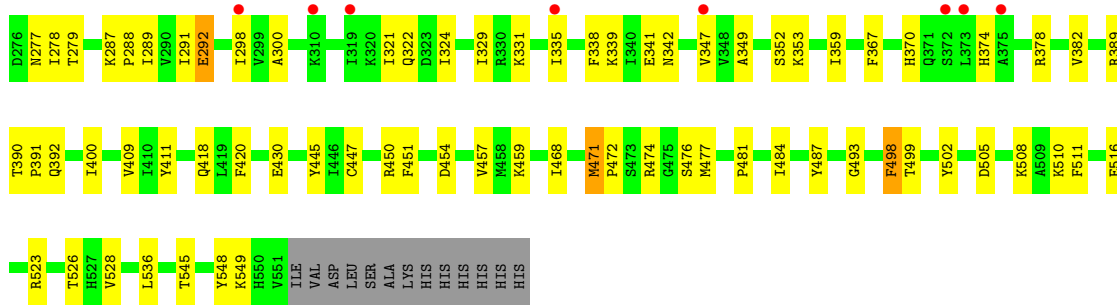 D276 N277 I278 T279 K287 P288 I289 V290 I291 E292 I298 V299 A300 K310 I319 K320 I321 Q322 D323 I324 I329 R330 K331 I335 F338 K339 I340 E341 N342 V347 V348 A349 S352 K353 I359 F367 H370 Q371 S372 L373 H374 A375 R378 V382 R389
T390 P391 Q392 I400 V409 I410 Y411 Q418 L419 F420 E430 Y445 I446 C447 R450 F451 D454 V457 M458 K459 I468 M471 P472 S473 R474 G475 S476 M477 P481 I484 Y487 G493 F498 T499 Y502 D505 K508 A509 K510 F511 E516
R523 T526 H527 V528 L536 T545 Y548 K549 H550 V551 ILE VAL ASP LEU SER ALA LYS HIS HIS HIS HIS HIS HIS